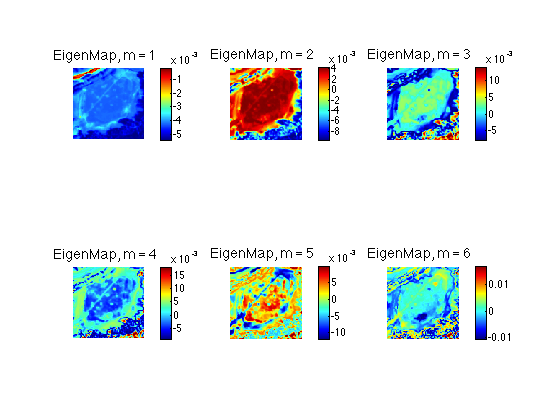 EigenMap, m = 1
x 10⁻³
-1
-2
-3
-4
-5
EigenMap, m = 2
x 10⁻³
4
2
0
-2
-4
-6
-8
EigenMap, m = 3
x 10⁻³
10
5
0
-5
EigenMap, m = 4
x 10⁻³
15
10
5
0
-5
EigenMap, m = 5
x 10⁻³
5
0
-5
-10
EigenMap, m = 6
0.01
0
-0.01